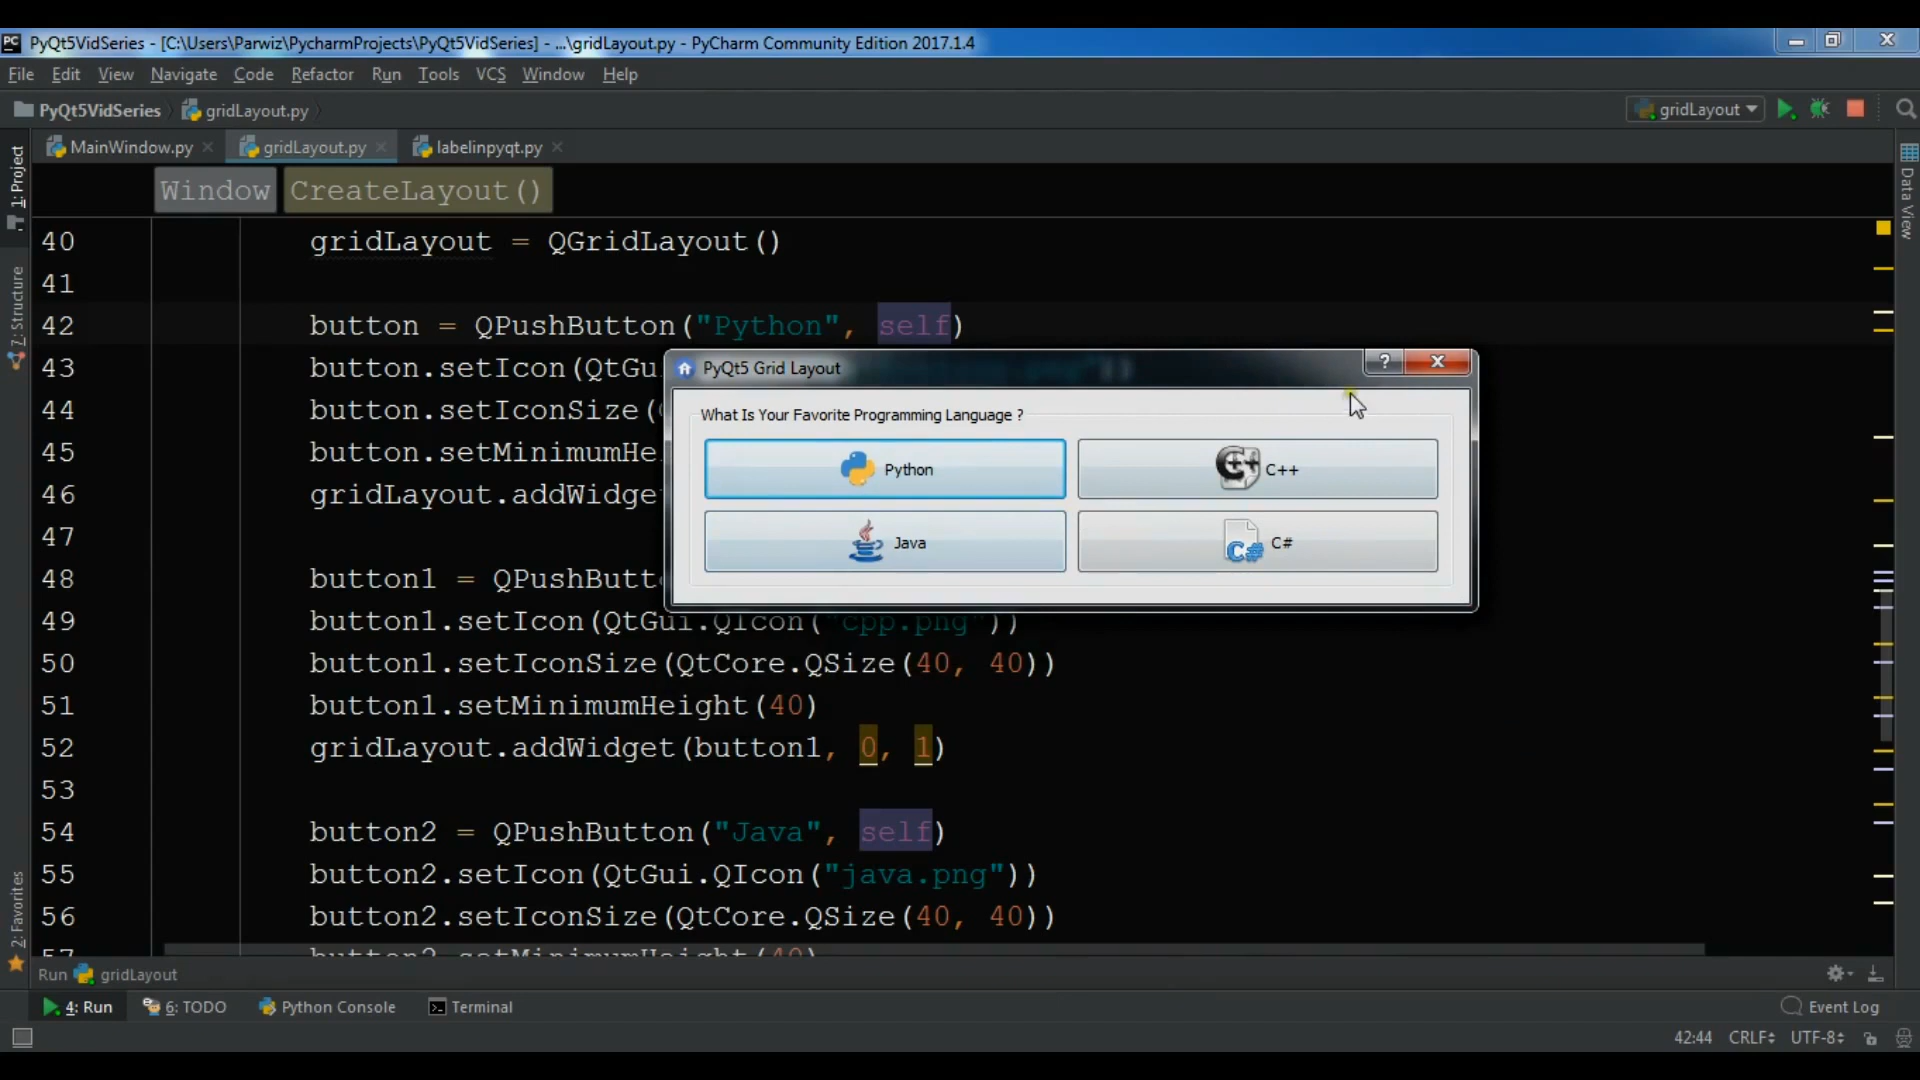 PyQt5VidSeries - [C:\Users\Parwiz\PycharmProjects\PyQt5VidSeries] - ...\gridLayout.py - PyCharm Community Edition 2017.1.4
File Edit View Navigate Code Refactor Run Tools VCS Window Help
PyQt5VidSeries gridLayout.py gridLayout
MainWindow.py gridLayout.py labelinpyqt.py
1: Project
7: Structure
2: Favorites
Data View
Window CreateLayout()
40 gridLayout = QGridLayout()
41
42 button = QPushButton("Python", self)
43 button.setIcon(QtGu
44 button.setIconSize(
45 button.setMinimumHe
46 gridLayout.addWidget
47
48 button1 = QPushButt
49 button1.setIcon(QtGui.QIcon("cpp.png"))
50 button1.setIconSize(QtCore.QSize(40, 40))
51 button1.setMinimumHeight(40)
52 gridLayout.addWidget(button1, 0, 1)
53
54 button2 = QPushButton("Java", self)
55 button2.setIcon(QtGui.QIcon("java.png"))
56 button2.setIconSize(QtCore.QSize(40, 40))
57 button2.setMinimumHeight(40)
PyQt5 Grid Layout ?
What Is Your Favorite Programming Language ?
Python C++
Java C#
Run gridLayout
4: Run 6: TODO Python Console Terminal Event Log
42:44 CRLF UTF-8